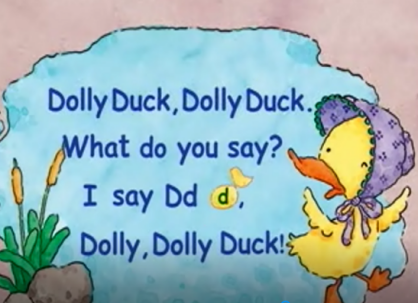 Dolly Duck, Dolly Duck.
What do you say?
I say Dd d,
Dolly, Dolly Duck!